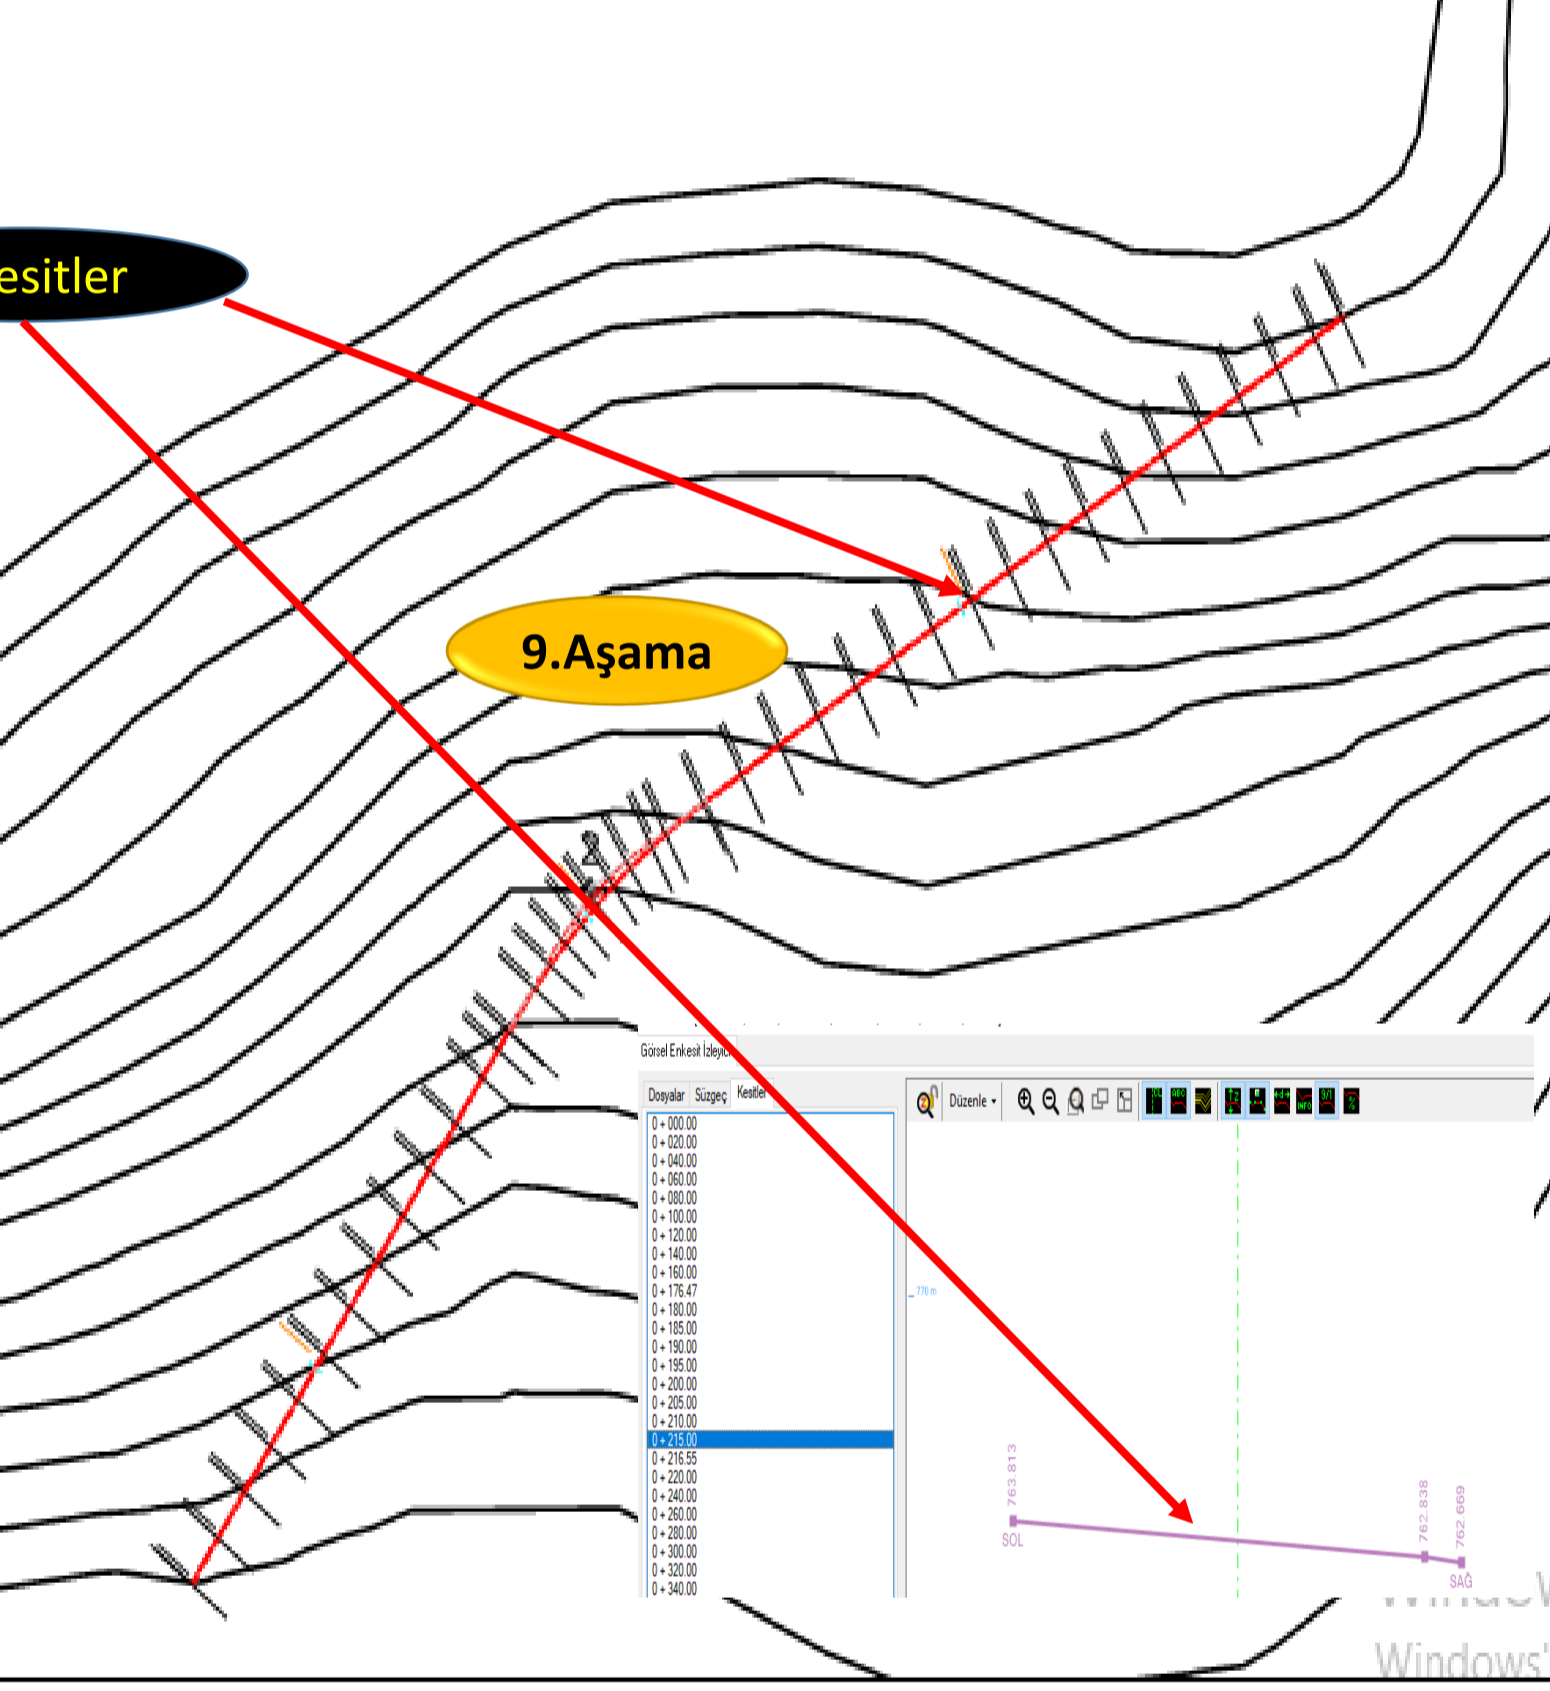 esitler
9.Aşama
Görsel Enkesit İzleyici
Dosyalar Süzgeç Kesitler
Düzenle
0 + 000.00
0 + 020.00
0 + 040.00
0 + 060.00
0 + 080.00
0 + 100.00
0 + 120.00
0 + 140.00
0 + 160.00
0 + 176.47
0 + 180.00
0 + 185.00
0 + 190.00
0 + 195.00
0 + 200.00
0 + 205.00
0 + 210.00
0 + 215.00
0 + 216.55
0 + 220.00
0 + 240.00
0 + 260.00
0 + 280.00
0 + 300.00
0 + 320.00
0 + 340.00
770 m
763.813
SOL
762.838
762.669
SAĞ
Windows'